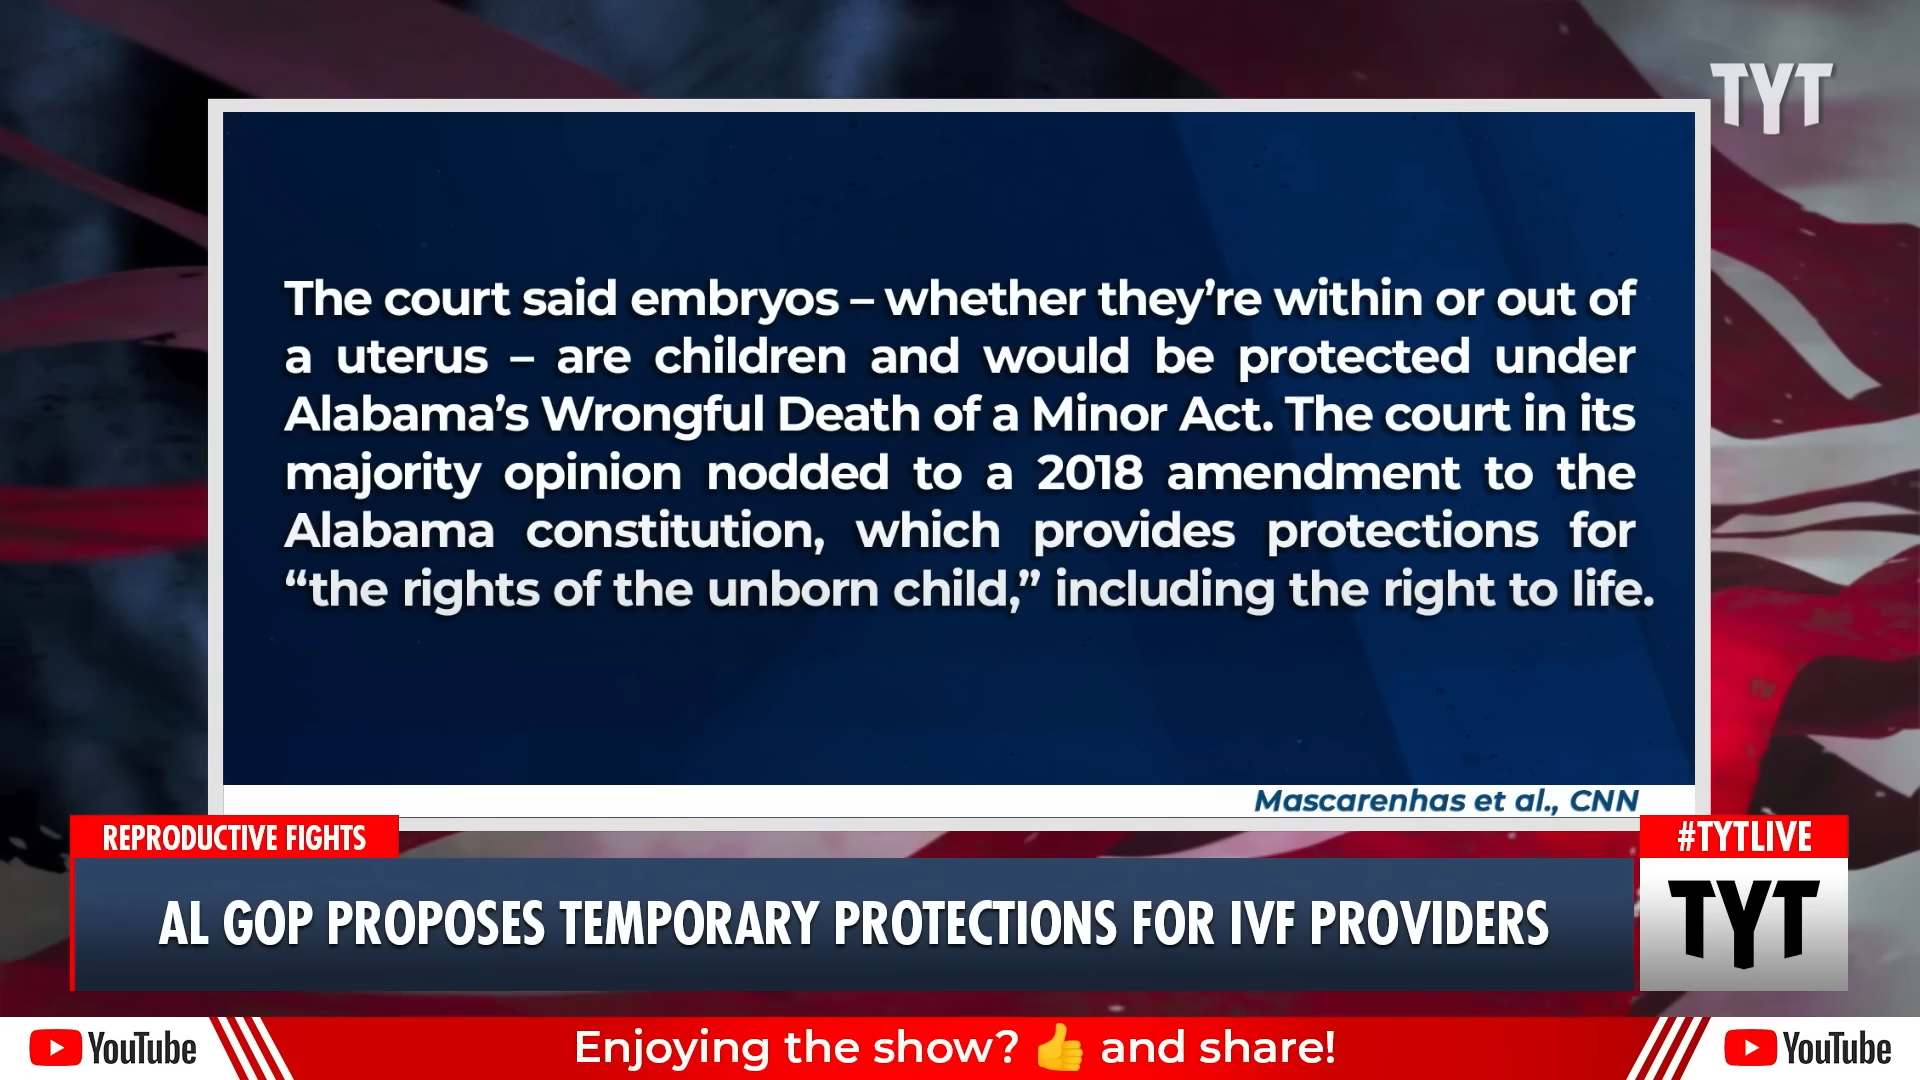 TYT
The court said embryos – whether they’re within or out of
a uterus – are children and would be protected under
Alabama’s Wrongful Death of a Minor Act. The court in its
majority opinion nodded to a 2018 amendment to the
Alabama constitution, which provides protections for
“the rights of the unborn child,” including the right to life.
Mascarenhas et al., CNN
REPRODUCTIVE FIGHTS
#TYTLIVE
AL GOP PROPOSES TEMPORARY PROTECTIONS FOR IVF PROVIDERS
TYT
YouTube
Enjoying the show? 👍 and share!
YouTube